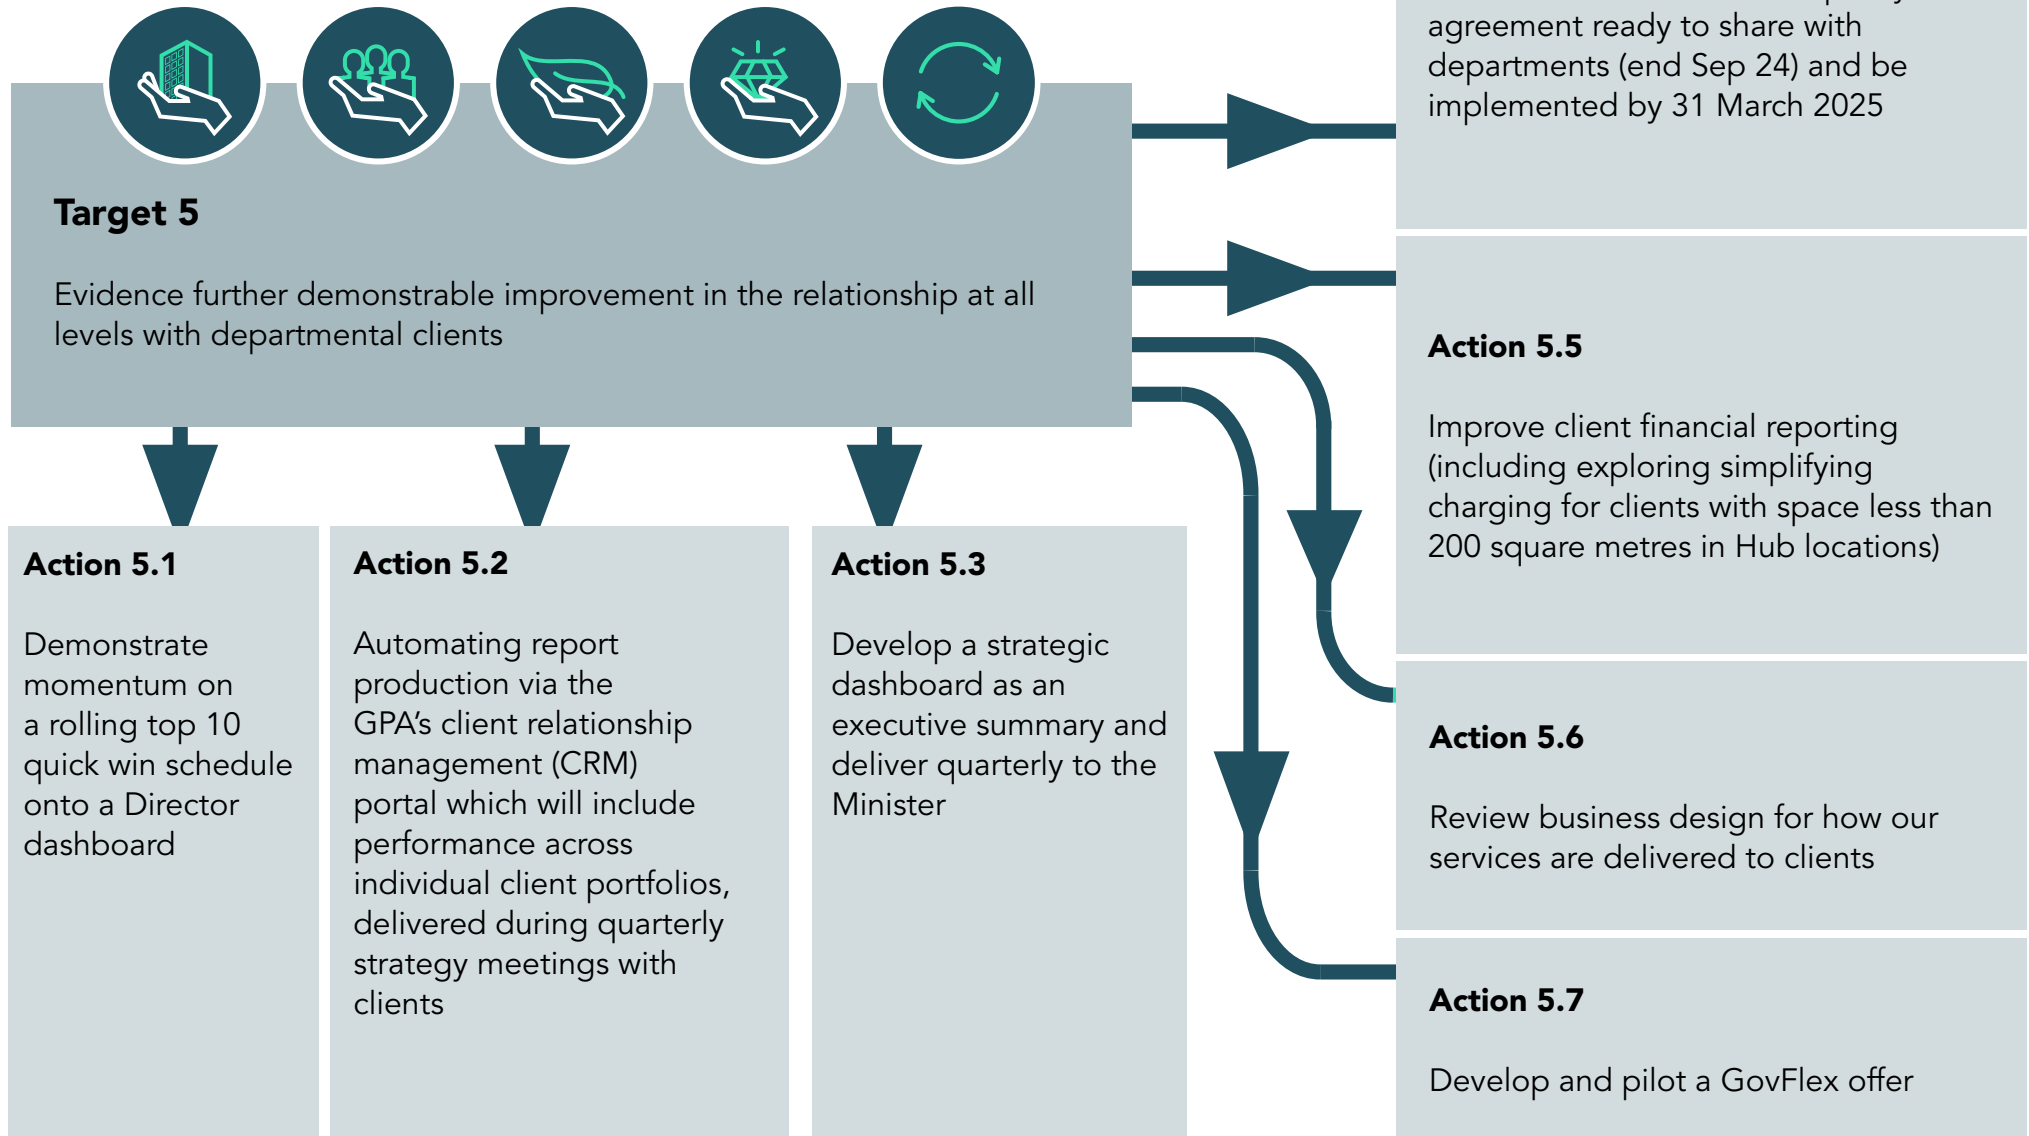 Target 5
Evidence further demonstrable improvement in the relationship at all
levels with departmental clients
Action 5.1
Demonstrate
momentum on
a rolling top 10
quick win schedule
onto a Director
dashboard
Action 5.2
Automating report
production via the
GPA’s client relationship
management (CRM)
portal which will include
performance across
individual client portfolios,
delivered during quarterly
strategy meetings with
clients
Action 5.3
Develop a strategic
dashboard as an
executive summary and
deliver quarterly to the
Minister
agreement ready to share with
departments (end Sep 24) and be
implemented by 31 March 2025
Action 5.5
Improve client financial reporting
(including exploring simplifying
charging for clients with space less than
200 square metres in Hub locations)
Action 5.6
Review business design for how our
services are delivered to clients
Action 5.7
Develop and pilot a GovFlex offer